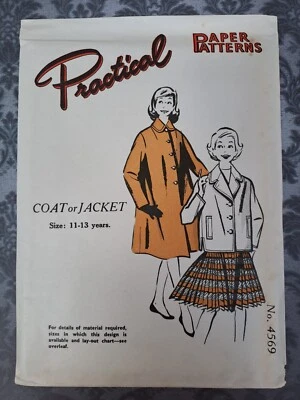 Practical
PAPER
PATTERNS
COAT or JACKET
Size: 11-13 years.
No. 4569
For details of material required,
sizes in which this design is
available and lay-out chart—see
overleaf.